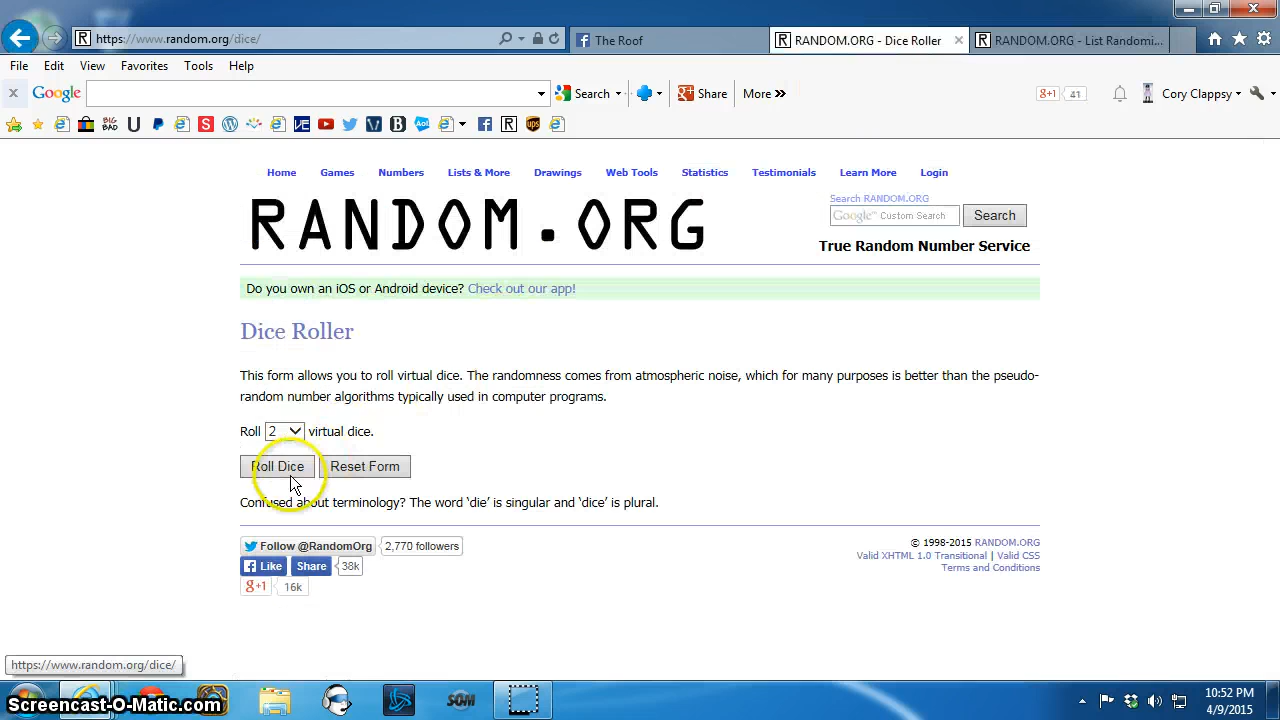 https://www.random.org/dice/
The Roof
RANDOM.ORG - Dice Roller
RANDOM.ORG - List Randomi...
File Edit View Favorites Tools Help
Google
Search
Share
More »
g+1 41
Cory Clappsy
BIG BAD
Aol.
ups
Home Games Numbers Lists & More Drawings Web Tools Statistics Testimonials Learn More Login
RANDOM.ORG
Search RANDOM.ORG
Google™ Custom Search
Search
True Random Number Service
Do you own an iOS or Android device? Check out our app!
Dice Roller
This form allows you to roll virtual dice. The randomness comes from atmospheric noise, which for many purposes is better than the pseudo-
random number algorithms typically used in computer programs.
Roll 2 virtual dice.
Roll Dice Reset Form
Confused about terminology? The word ‘die’ is singular and ‘dice’ is plural.
Follow @RandomOrg 2,770 followers
Like Share 38k
g+1 16k
© 1998-2015 RANDOM.ORG
Valid XHTML 1.0 Transitional | Valid CSS
Terms and Conditions
https://www.random.org/dice/
SOM
10:52 PM
4/9/2015
Screencast-O-Matic.com